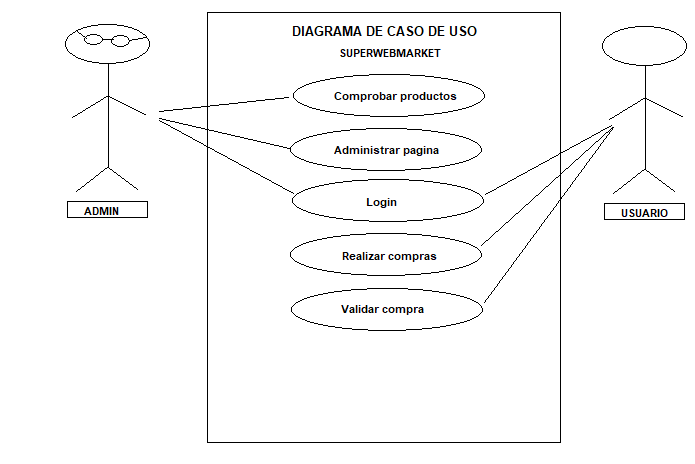 DIAGRAMA DE CASO DE USO
SUPERWEBMARKET
Comprobar productos
Administrar pagina
Login
ADMIN
USUARIO
Realizar compras
Validar compra